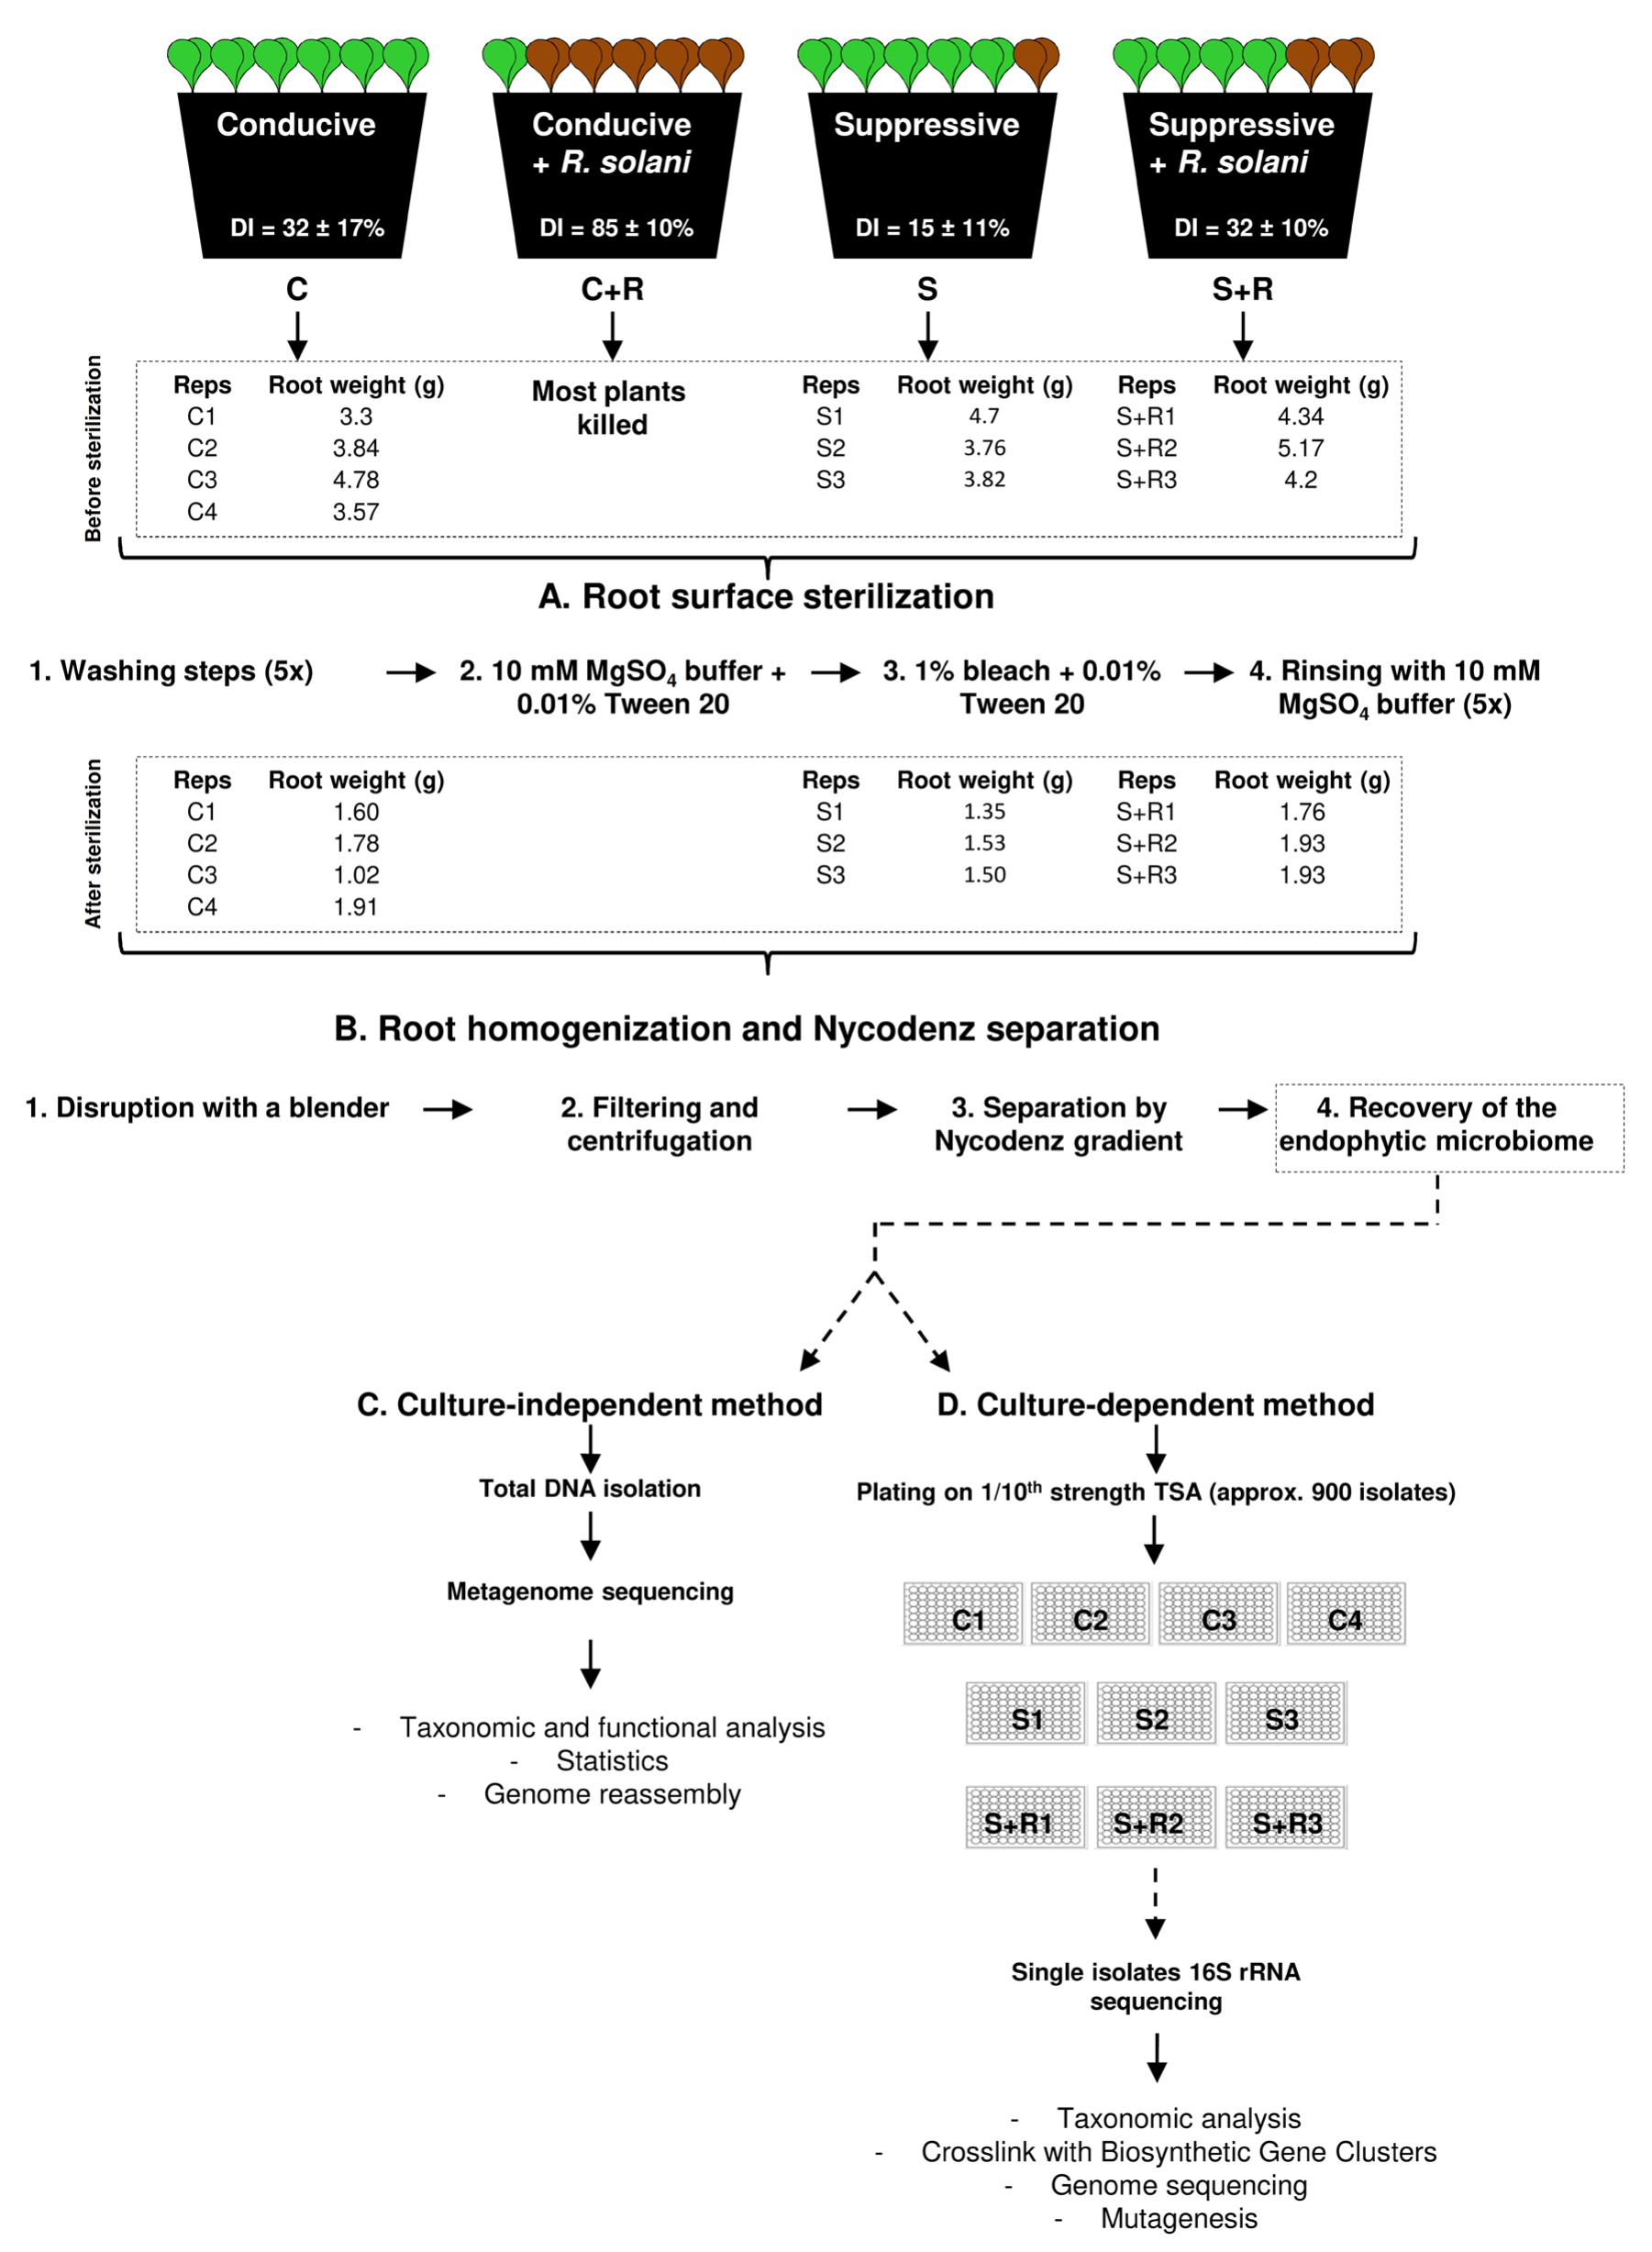 Conducive
DI = 32 ± 17%
Conducive
+ R. solani
DI = 85 ± 10%
Suppressive
DI = 15 ± 11%
Suppressive
+ R. solani
DI = 32 ± 10%
C
C+R
S
S+R
Before sterilization
Reps Root weight (g)
C1 3.3
C2 3.84
C3 4.78
C4 3.57
Most plants
killed
Reps Root weight (g)
S1 4.7
S2 3.76
S3 3.82
Reps Root weight (g)
S+R1 4.34
S+R2 5.17
S+R3 4.2
A. Root surface sterilization
1. Washing steps (5x)
2. 10 mM MgSO4 buffer +
0.01% Tween 20
3. 1% bleach + 0.01%
Tween 20
4. Rinsing with 10 mM
MgSO4 buffer (5x)
After sterilization
Reps Root weight (g)
C1 1.60
C2 1.78
C3 1.02
C4 1.91
Reps Root weight (g)
S1 1.35
S2 1.53
S3 1.50
Reps Root weight (g)
S+R1 1.76
S+R2 1.93
S+R3 1.93
B. Root homogenization and Nycodenz separation
1. Disruption with a blender
2. Filtering and
centrifugation
3. Separation by
Nycodenz gradient
4. Recovery of the
endophytic microbiome
C. Culture-independent method
Total DNA isolation
Metagenome sequencing
- Taxonomic and functional analysis
- Statistics
- Genome reassembly
D. Culture-dependent method
Plating on 1/10th strength TSA (approx. 900 isolates)
C1 C2 C3 C4
S1 S2 S3
S+R1 S+R2 S+R3
Single isolates 16S rRNA
sequencing
- Taxonomic analysis
- Crosslink with Biosynthetic Gene Clusters
- Genome sequencing
- Mutagenesis